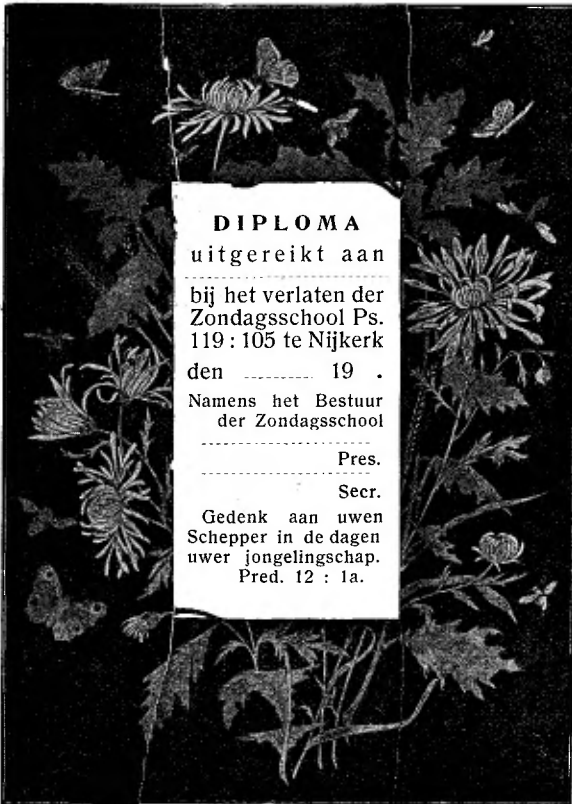 DIPLOMA
uitgereikt aan
bij het verlaten der
Zondagsschool Ps.
119 : 105 te Nijkerk
den ............ 19 .
Namens het Bestuur
der Zondagsschool
Pres.
Secr.
Gedenk aan uwen
Schepper in de dagen
uwer jongelingschap.
Pred. 12 : 1a.